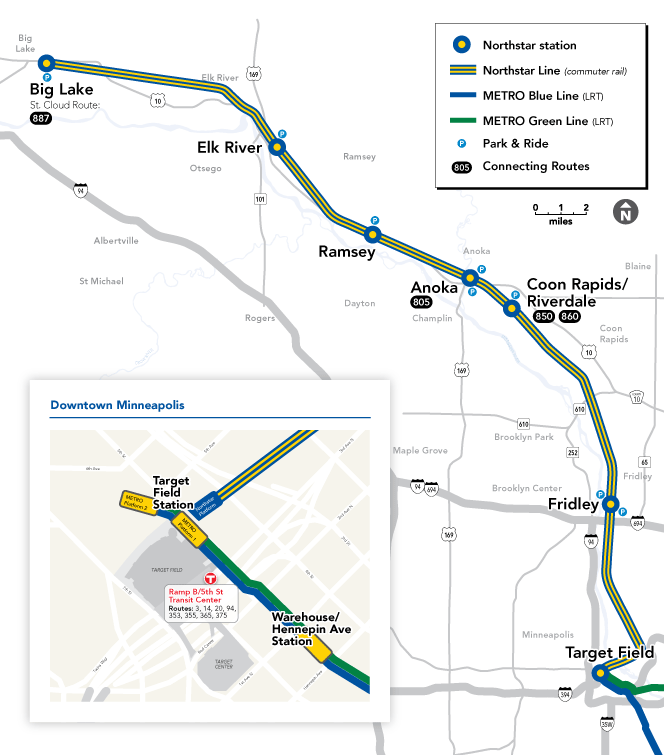 Big
Lake
Big Lake
St. Cloud Route:
887
P
10
Elk River
169
P
Elk River
Otsego
Ramsey
94
101
Albertville
St Michael
Rogers
P
Ramsey
Dayton
Anoka
P
P
Anoka
805
Champlin
P
Coon Rapids/
Riverdale
850 860
Blaine
Coon
Rapids
10
169
10
610
610
Brooklyn Park
252
Maple Grove
65
Fridley
94
694
Brooklyn Center
P
Fridley
P
694
94
169
Minneapolis
Target Field
394
35W
Northstar station
Northstar Line (commuter rail)
METRO Blue Line (LRT)
METRO Green Line (LRT)
P
Park & Ride
805
Connecting Routes
0 1 2
miles
N
Downtown Minneapolis
Target
Field
Station
METRO
Platform 2
Northstar
Platform
METRO
Platform 1
TARGET FIELD
T
Ramp B/5th St
Transit Center
Routes: 3, 14, 20, 94,
353, 355, 365, 375
Warehouse/
Hennepin Ave
Station
TARGET
CENTER